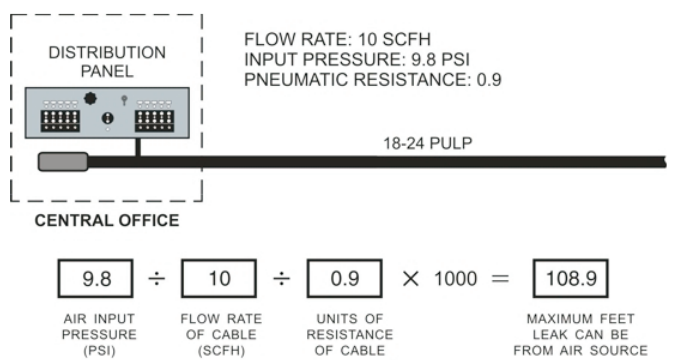 DISTRIBUTION
PANEL
FLOW RATE: 10 SCFH
INPUT PRESSURE: 9.8 PSI
PNEUMATIC RESISTANCE: 0.9
18-24 PULP
CENTRAL OFFICE
9.8 ÷ 10 ÷ 0.9 × 1000 = 108.9
AIR INPUT
PRESSURE
(PSI)
FLOW RATE
OF CABLE
(SCFH)
UNITS OF
RESISTANCE
OF CABLE
MAXIMUM FEET
LEAK CAN BE
FROM AIR SOURCE